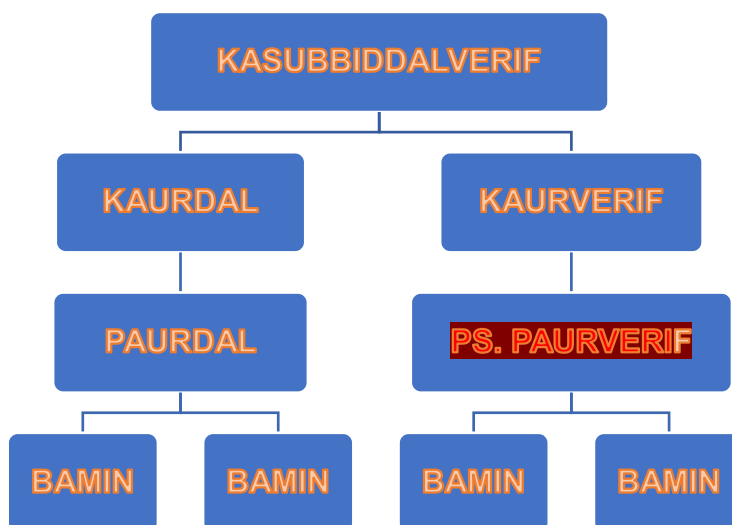 KASUBBIDDALVERIF
KAURDAL
KAURVERIF
PAURDAL
PS. PAURVERIF
BAMIN
BAMIN
BAMIN
BAMIN